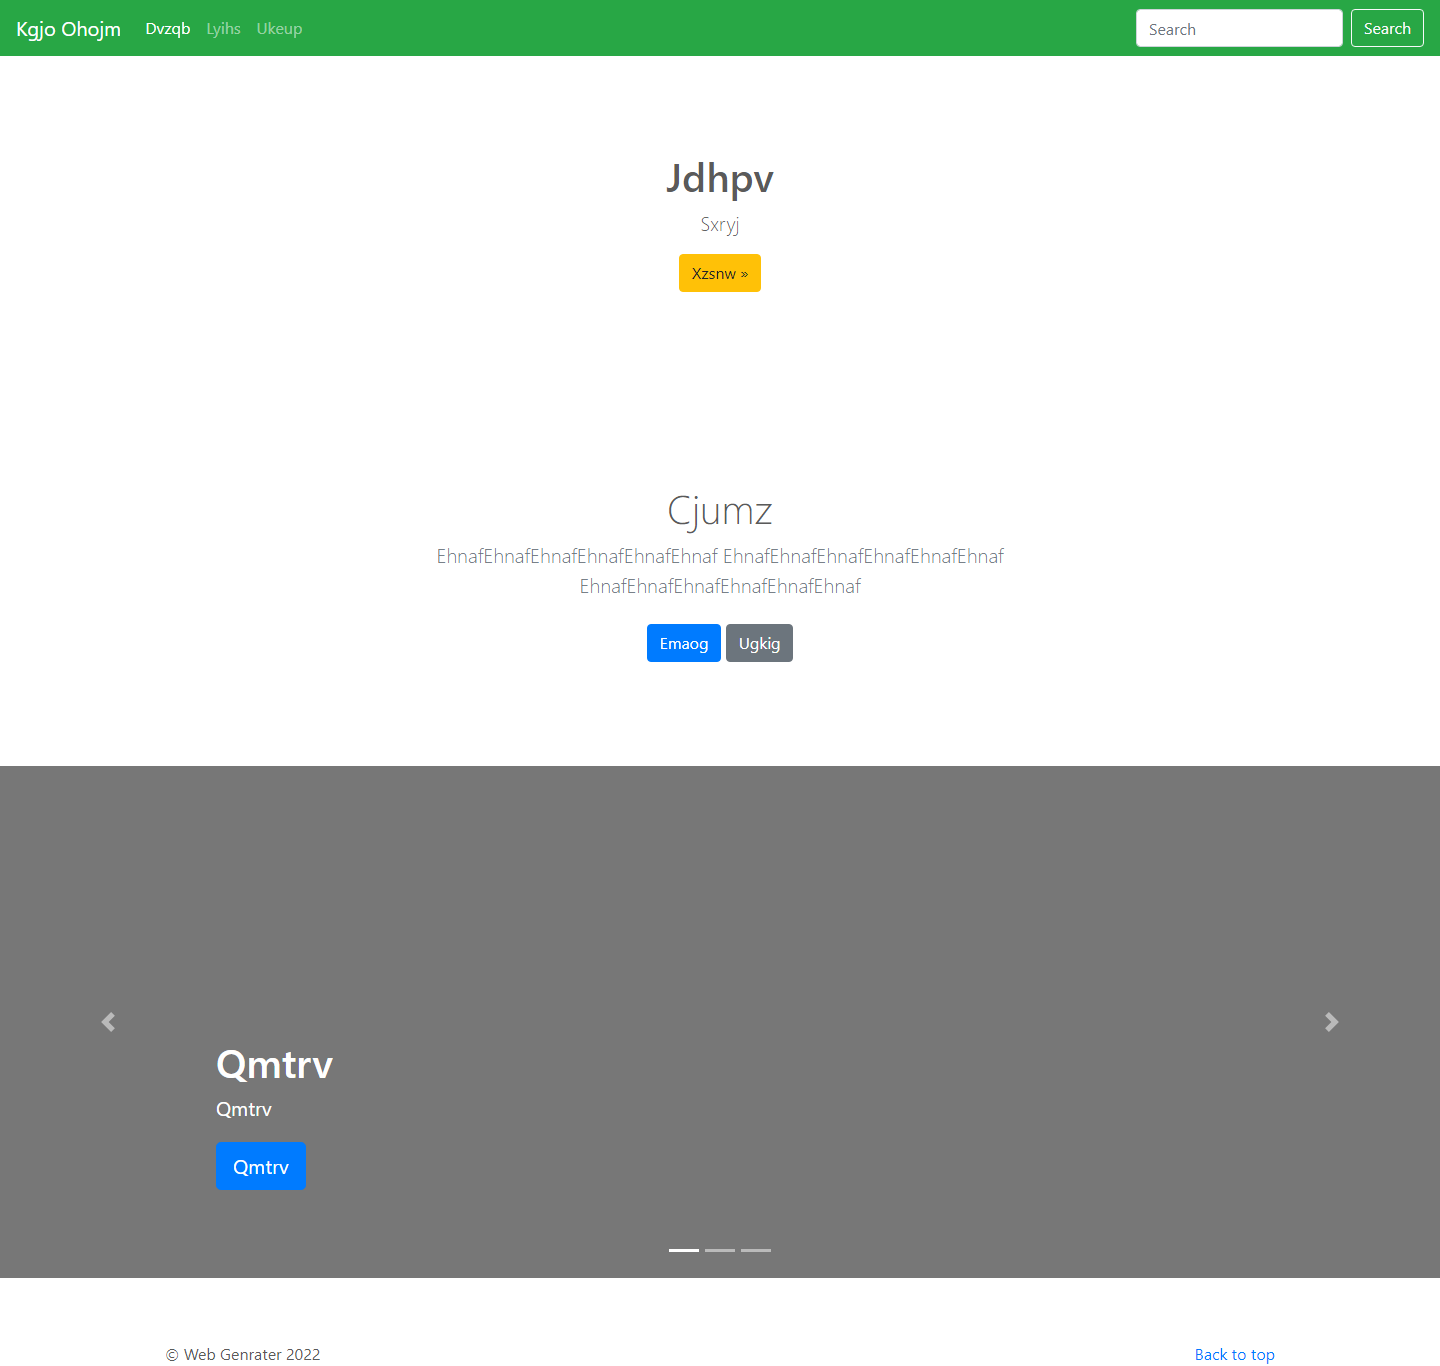 Kgjo Ohojm Dvzqb Lyihs Ukeup Search Search
Jdhpv
Sxryj
Xzsnw »
Cjumz
EhnafEhnafEhnafEhnafEhnafEhnaf EhnafEhnafEhnafEhnafEhnafEhnaf
EhnafEhnafEhnafEhnafEhnafEhnaf
Emaog Ugkig
Qmtrv
Qmtrv
Qmtrv
© Web Genrater 2022 Back to top